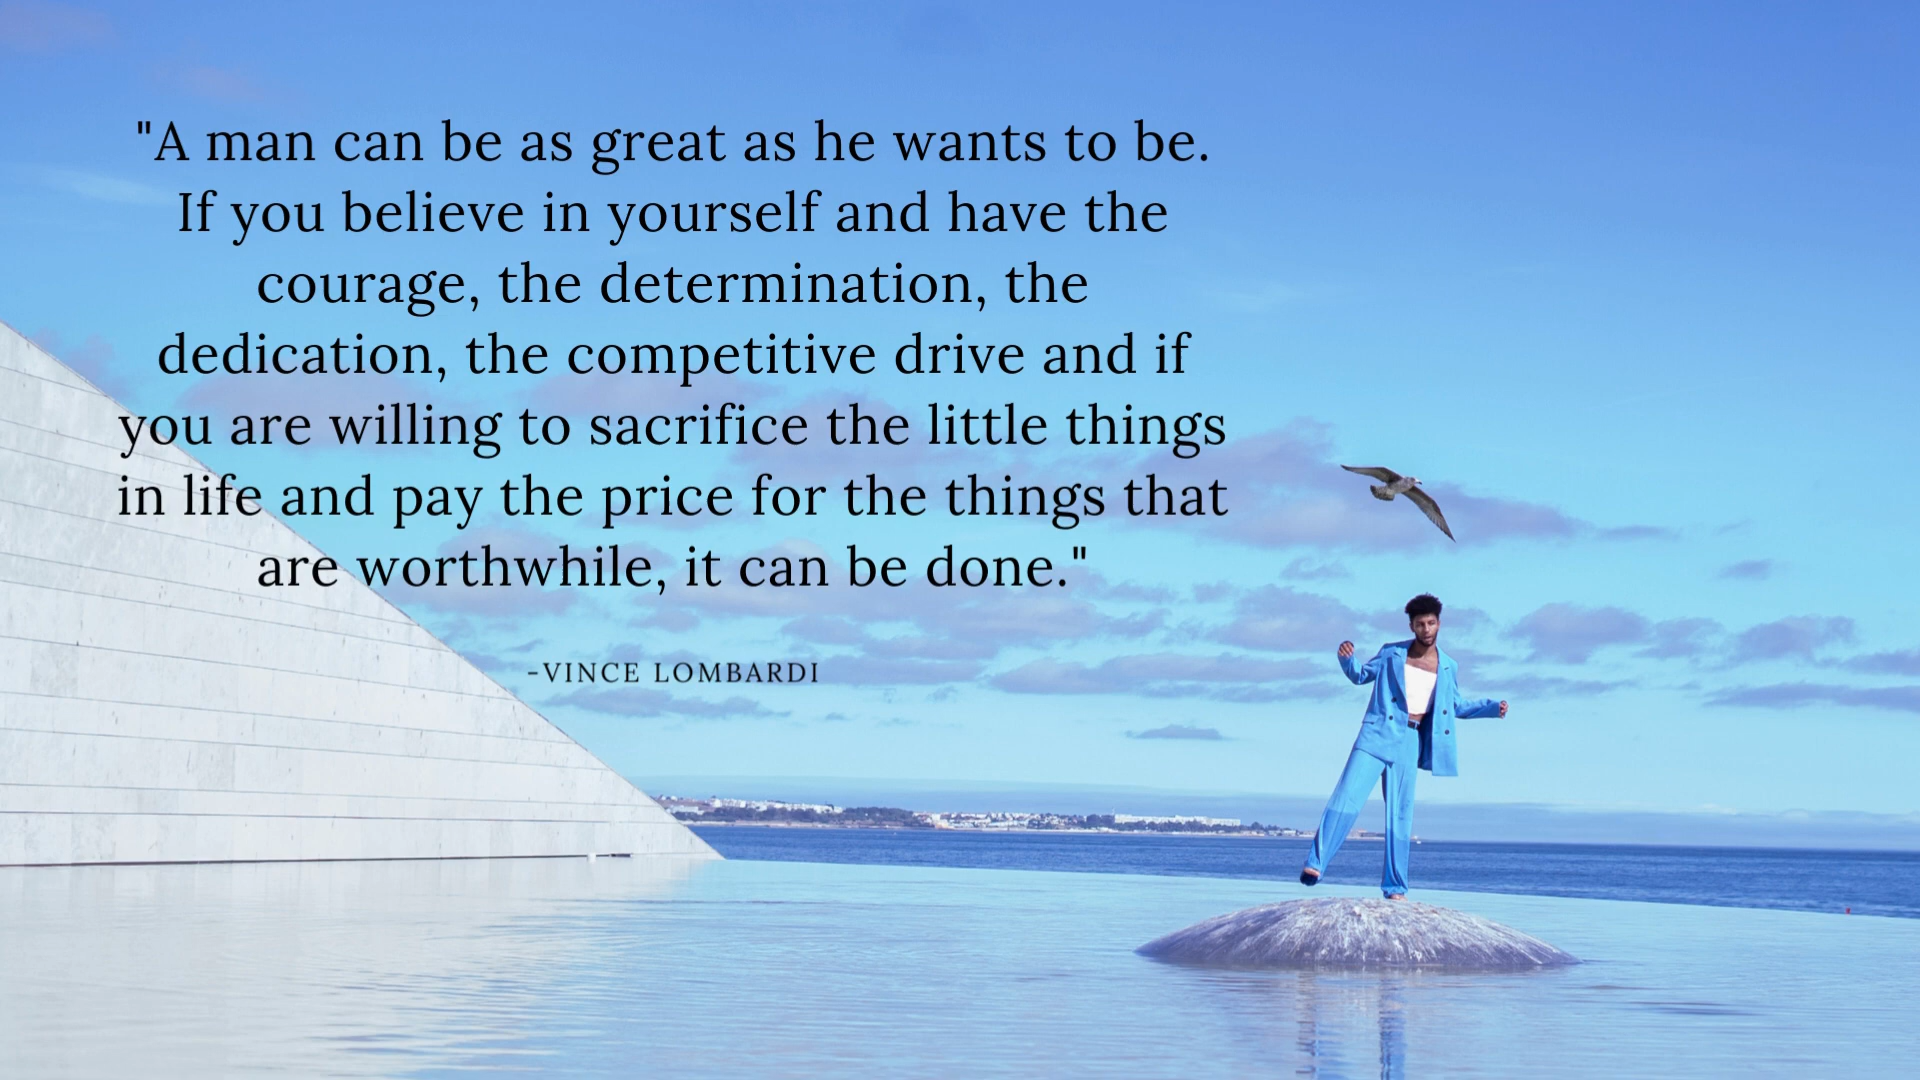 "A man can be as great as he wants to be.
If you believe in yourself and have the
courage, the determination, the
dedication, the competitive drive and if
you are willing to sacrifice the little things
in life and pay the price for the things that
are worthwhile, it can be done."
-VINCE LOMBARDI